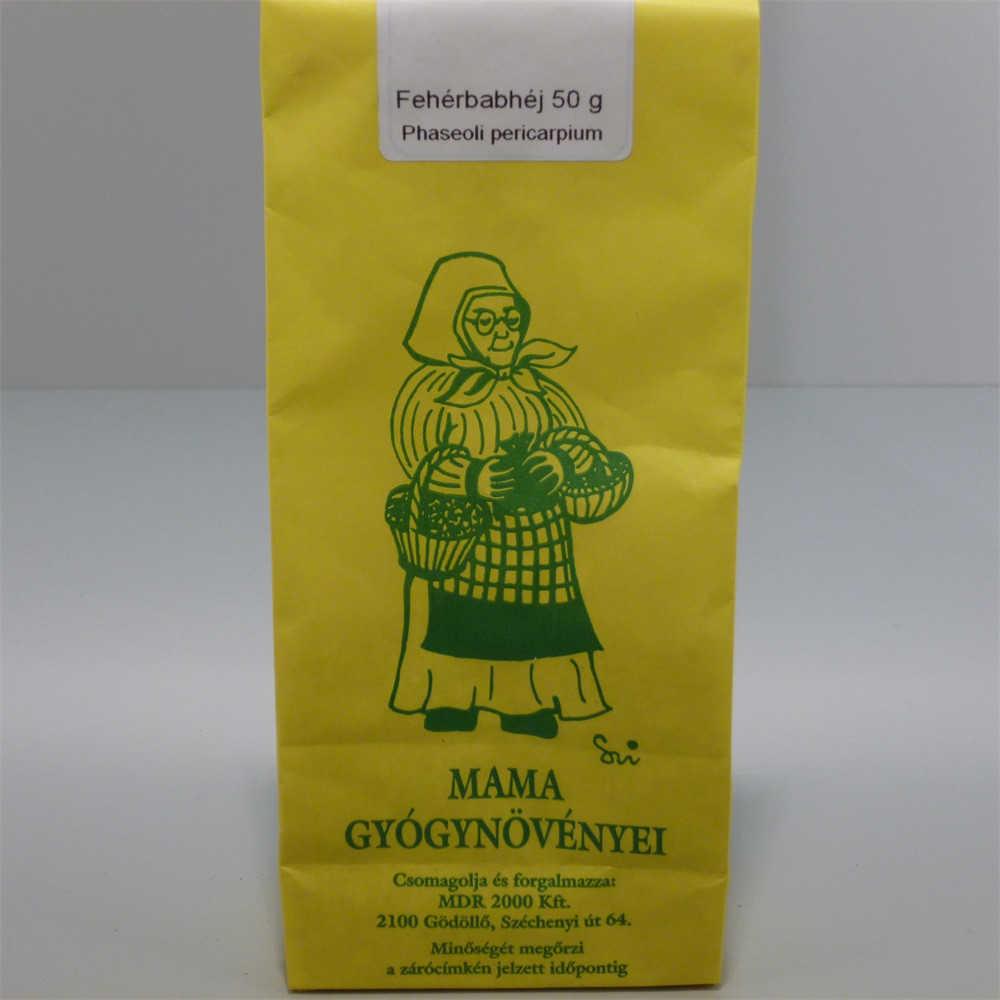 Fehérbabhéj 50 g
Phaseoli pericarpium
Sri
MAMA
GYÓGYNÖVÉNYEI
Csomagolja és forgalmazza:
MDR 2000 Kft.
2100 Gödöllő, Széchenyi út 64.
Minőségét megőrzi
a zárócímkén jelzett időpontig